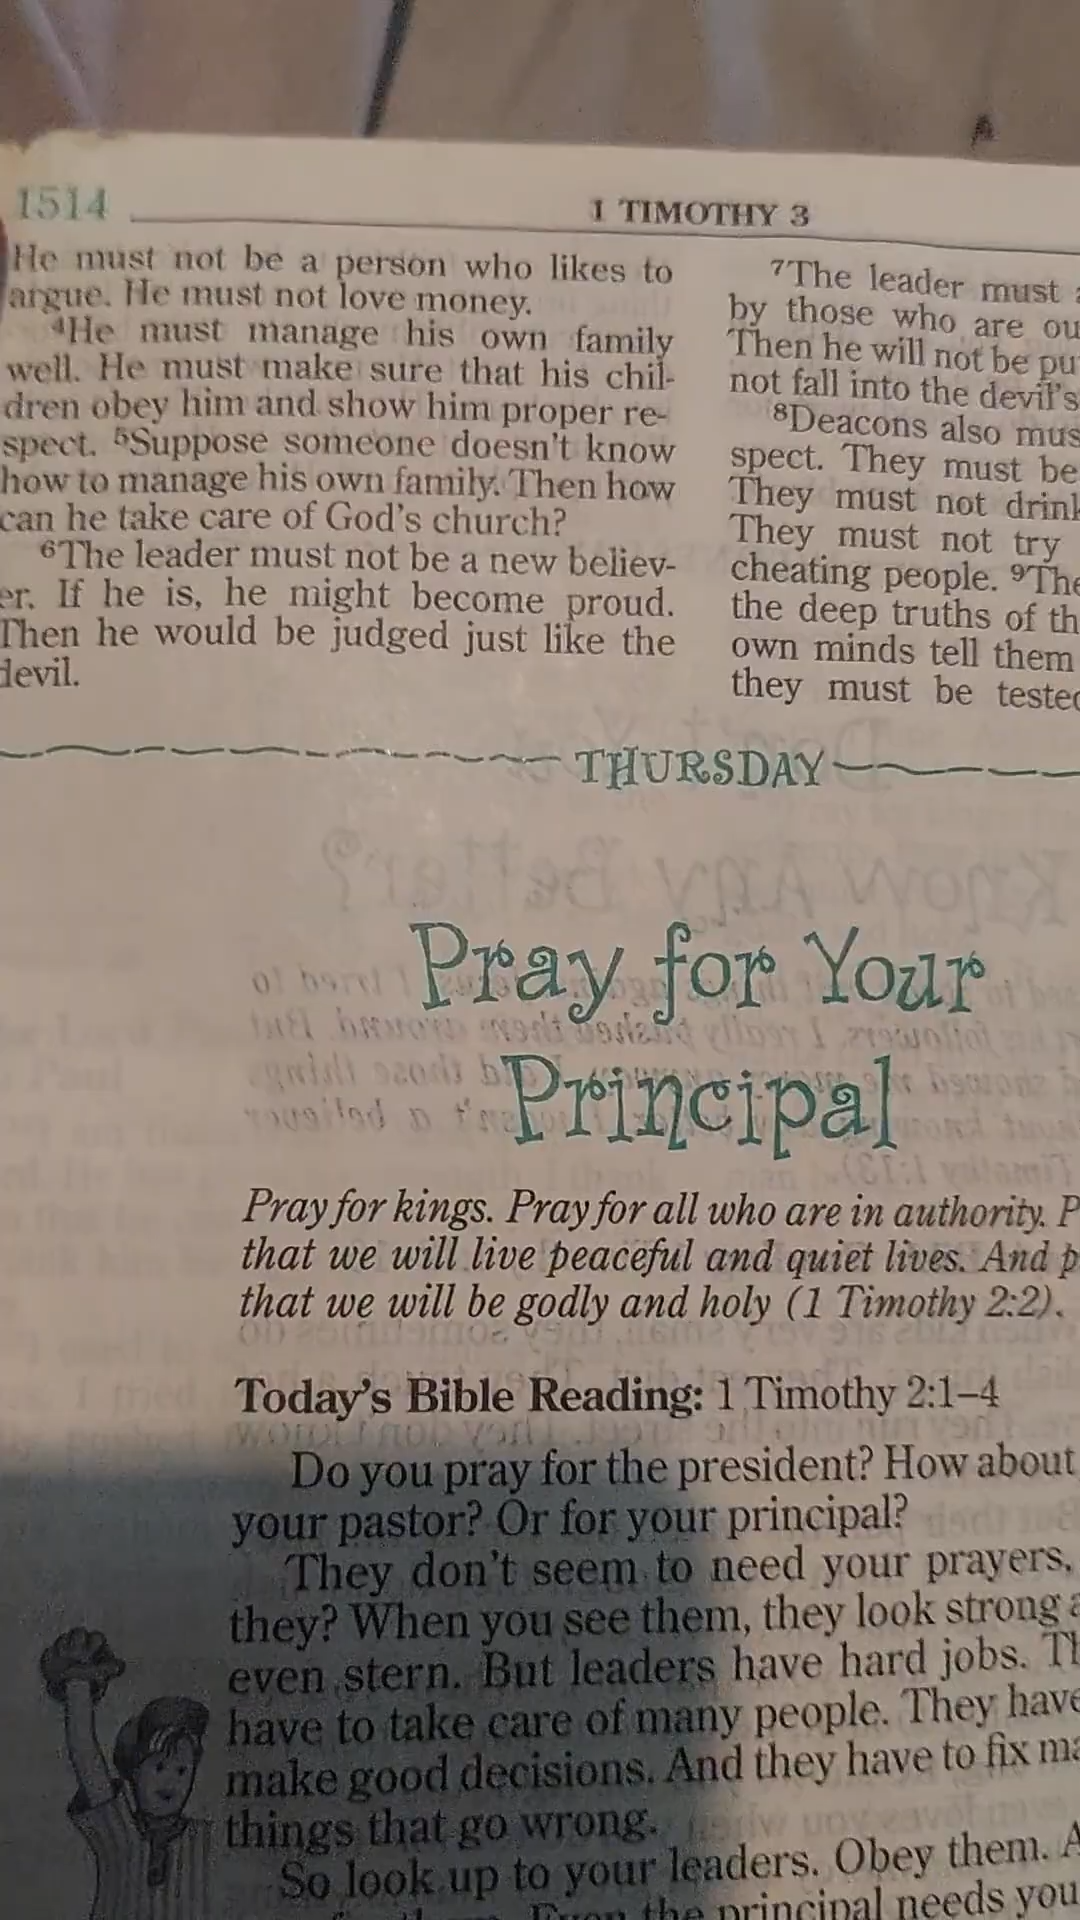 1514
1 TIMOTHY 3
He must not be a person who likes to
argue. He must not love money.
4He must manage his own family
well. He must make sure that his chil-
dren obey him and show him proper re-
spect. 5Suppose someone doesn't know
how to manage his own family. Then how
can he take care of God's church?
6The leader must not be a new believ-
er. If he is, he might become proud.
Then he would be judged just like the
devil.
7The leader must
by those who are
Then he will not be
not fall into the devil's
8Deacons also
spect. They must be
They must not
They must not try
cheating people. 9
the deep truths of
own minds tell them
they must be
THURSDAY
Pray for Your
Principal
Pray for kings. Pray for all who are in authority.
that we will live peaceful and quiet lives. And
that we will be godly and holy (1 Timothy 2:2).
Today's Bible Reading: 1 Timothy 2:1–4
Do you pray for the president? How about
your pastor? Or for your principal?
They don't seem to need your prayers,
they? When you see them, they look strong
even stern. But leaders have hard jobs.
have to take care of many people. They have
make good decisions. And they have to fix
things that go wrong.
So look up to your leaders. Obey them.
Even the principal needs